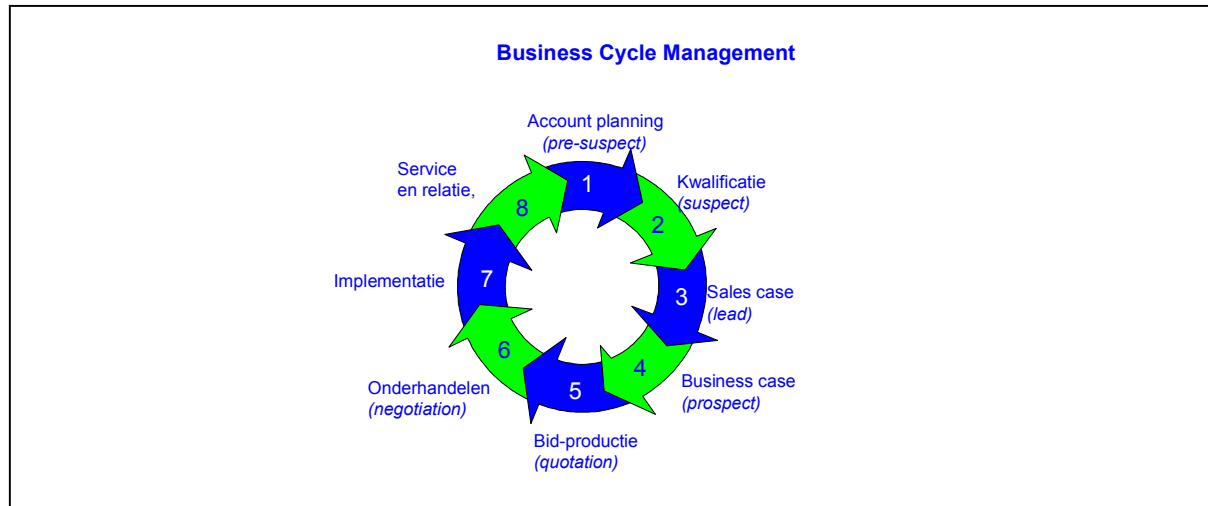 Business Cycle Management
Account planning
(pre-suspect)
1
Kwalificatie
(suspect)
2
Sales case
(lead)
3
Business case
(prospect)
4
Bid-productie
(quotation)
5
Onderhandelen
(negotiation)
6
Implementatie
7
Service
en relatie,
8